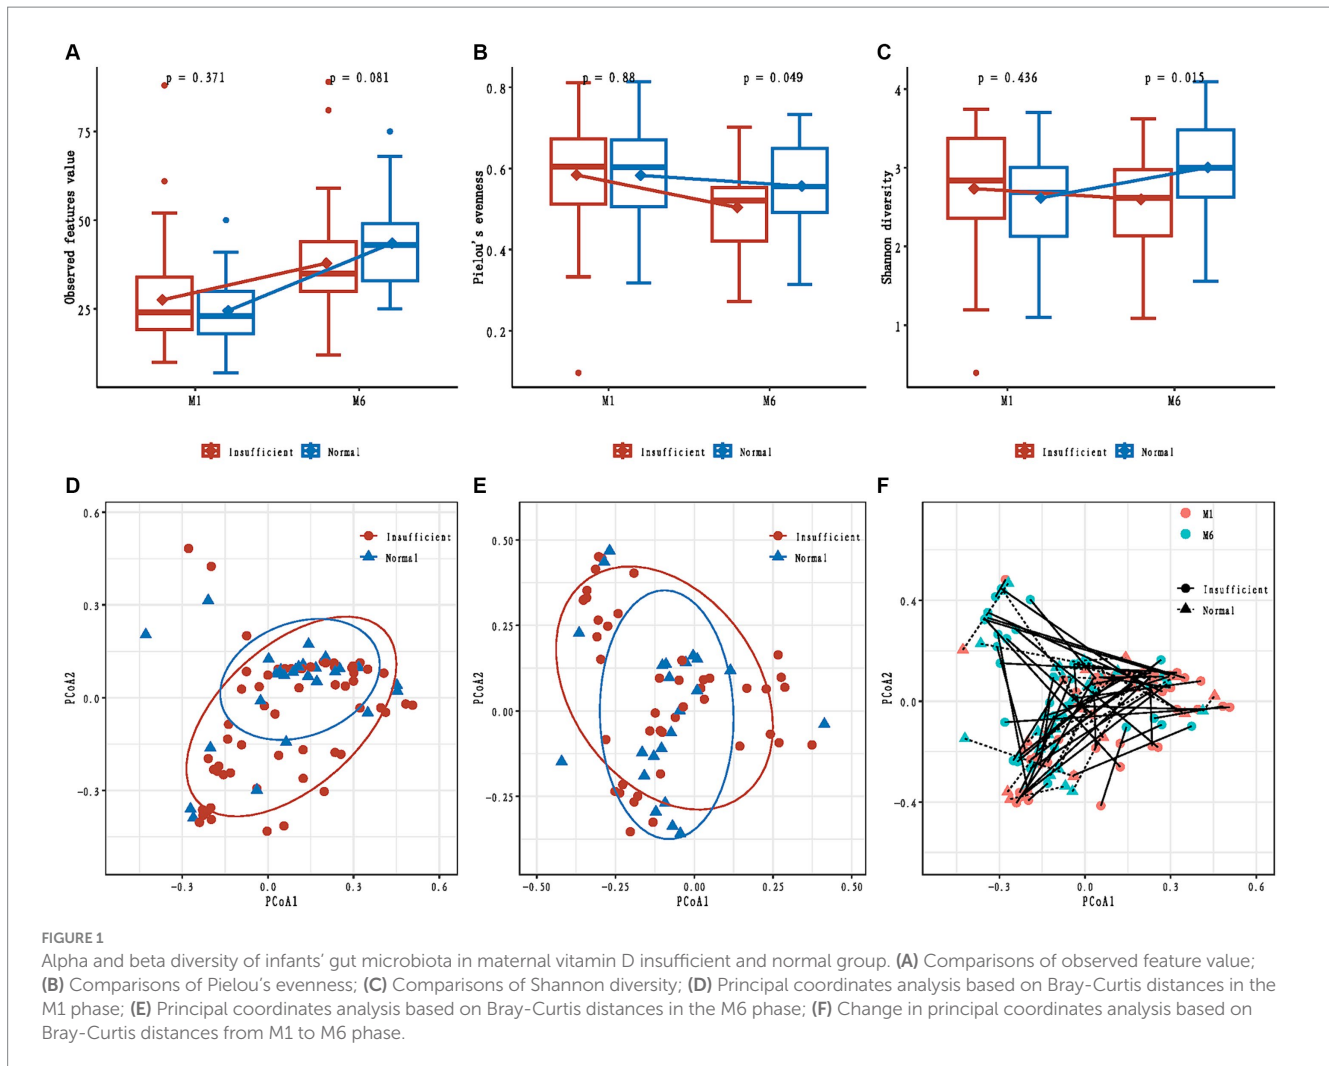 A
p = 0.371
p = 0.081
Observed features value
75
50
25
M1
M6
Insufficient
Normal
B
p = 0.88
p = 0.049
Pielou's evenness
0.8
0.6
0.4
0.2
M1
M6
Insufficient
Normal
C
p = 0.436
p = 0.015
Shannon diversity
4
3
2
1
M1
M6
Insufficient
Normal
D
Insufficient
Normal
PCoA2
0.6
0.3
0.0
−0.3
−0.3
0.0
0.3
0.6
PCoA1
E
Insufficient
Normal
PCoA2
0.50
0.25
0.00
−0.25
−0.50
−0.25
0.00
0.25
0.50
PCoA1
F
M1
M6
Insufficient
Normal
PCoA2
0.4
0.0
−0.4
−0.3
0.0
0.3
0.6
PCoA1
FIGURE 1
Alpha and beta diversity of infants’ gut microbiota in maternal vitamin D insufficient and normal group. (A) Comparisons of observed feature value;
(B) Comparisons of Pielou’s evenness; (C) Comparisons of Shannon diversity; (D) Principal coordinates analysis based on Bray-Curtis distances in the
M1 phase; (E) Principal coordinates analysis based on Bray-Curtis distances in the M6 phase; (F) Change in principal coordinates analysis based on
Bray-Curtis distances from M1 to M6 phase.